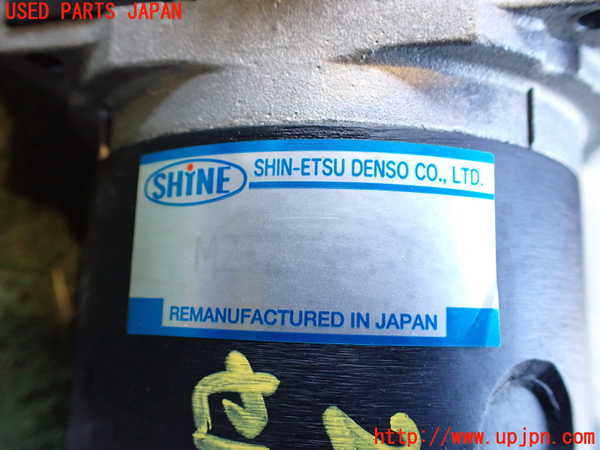 USED PARTS JAPAN
SHiNE
SHIN-ETSU DENSO CO., LTD.
REMANUFACTURED IN JAPAN
http://www.upjpn.com